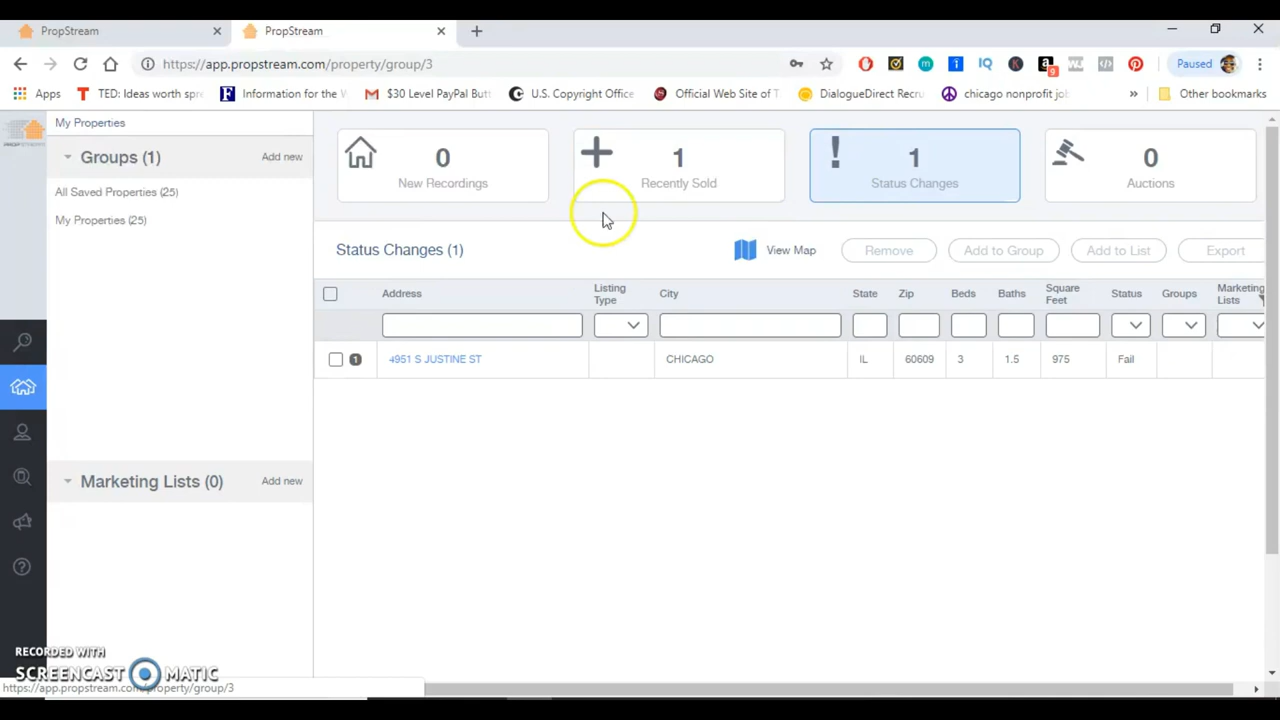 PropStream
PropStream
https://app.propstream.com/property/group/3
Paused
Apps
TED: Ideas worth spre
Information for the W
$30 Level PayPal Butt
U.S. Copyright Office
Official Web Site of T
DialogueDirect Recru
chicago nonprofit job
Other bookmarks
My Properties
Groups (1)
Add new
All Saved Properties (25)
My Properties (25)
0
New Recordings
1
Recently Sold
1
Status Changes
0
Auctions
Status Changes (1)
View Map
Remove
Add to Group
Add to List
Export
Address
Listing Type
City
State
Zip
Beds
Baths
Square Feet
Status
Groups
Marketing Lists
1 4951 S JUSTINE ST CHICAGO IL 60609 3 1.5 975 Fail
Marketing Lists (0)
Add new
RECORDED WITH
SCREENCAST MATIC
https://app.propstream.com/property/group/3